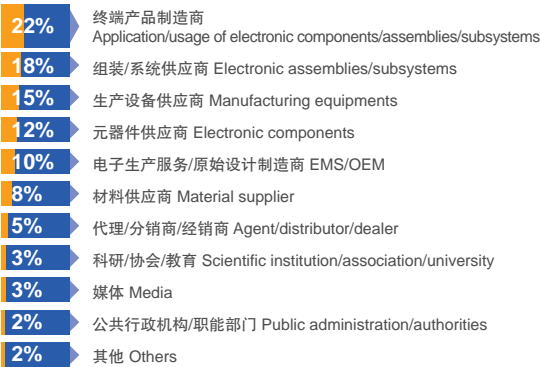 22%
终端产品制造商
Application/usage of electronic components/assemblies/subsystems
18%
组装/系统供应商 Electronic assemblies/subsystems
15%
生产设备供应商 Manufacturing equipments
12%
元器件供应商 Electronic components
10%
电子生产服务/原始设计制造商 EMS/OEM
8%
材料供应商 Material supplier
5%
代理/分销商/经销商 Agent/distributor/dealer
3%
科研/协会/教育 Scientific institution/association/university
3%
媒体 Media
2%
公共行政机构/职能部门 Public administration/authorities
2%
其他 Others